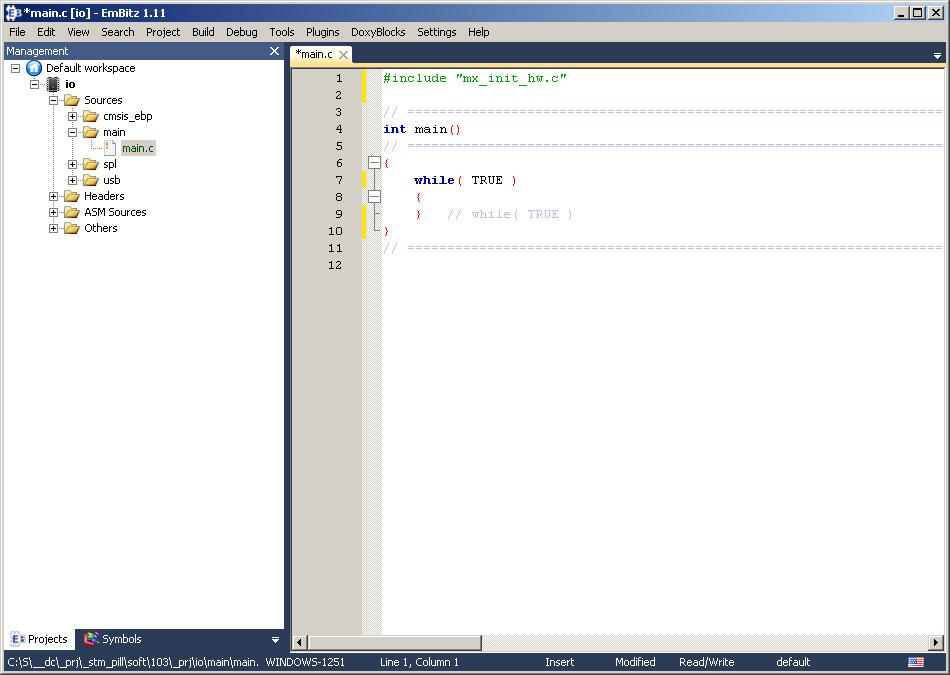 *main.c [io] - EmBitz 1.11
File Edit View Search Project Build Debug Tools Plugins DoxyBlocks Settings Help
Management
Default workspace
io
Sources
cmsis_ebp
main
main.c
spl
usb
Headers
ASM Sources
Others
*main.c
1 #include "mx_init_hw.c"
2
3 // ===================================================================
4 int main()
5 // ===================================================================
6 {
7 while( TRUE )
8 {
9 } // while( TRUE )
10 }
11 // ===================================================================
12
Projects Symbols
C:\S\__dc\_prj\_stm_pill\soft\103\_prj\io\main\main. WINDOWS-1251 Line 1, Column 1 Insert Modified Read/Write default